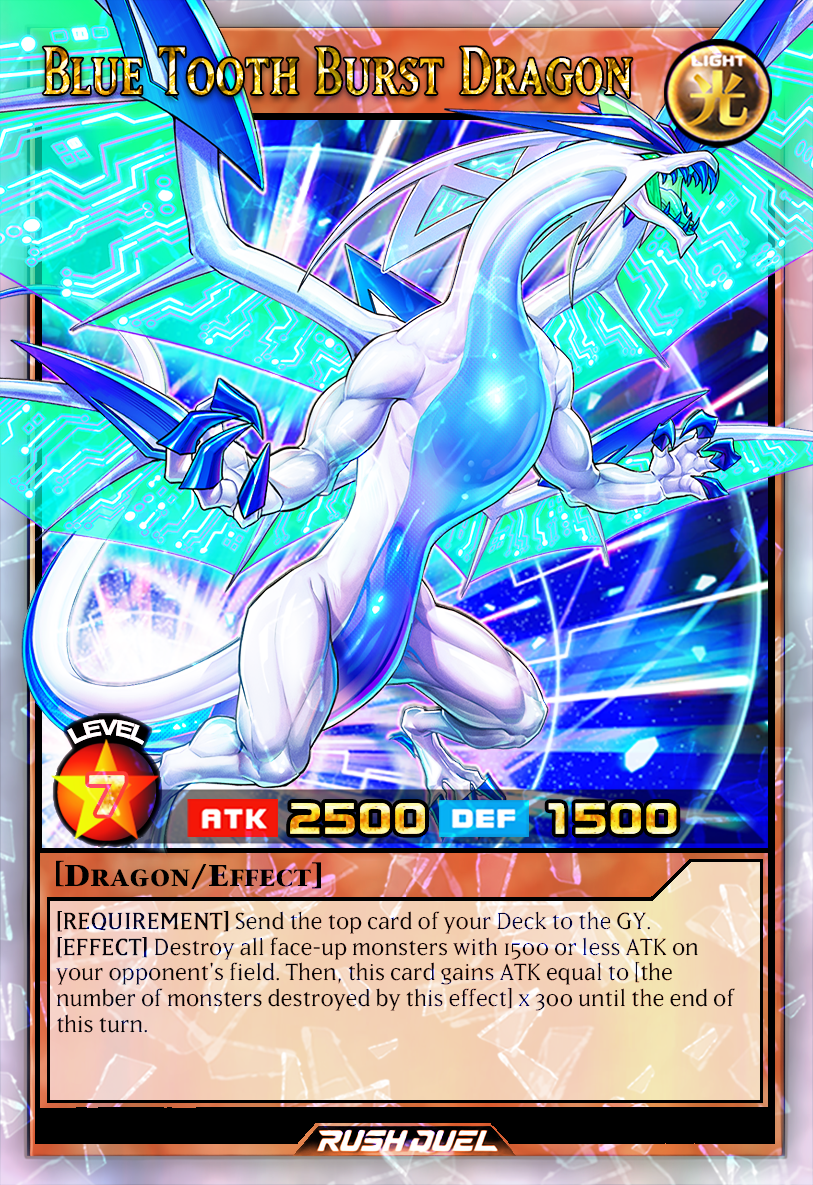 Blue Tooth Burst Dragon
LIGHT
光
LEVEL
7
ATK 2500 DEF 1500
[Dragon/Effect]
[REQUIREMENT] Send the top card of your Deck to the GY.
[EFFECT] Destroy all face-up monsters with 1500 or less ATK on
your opponent's field. Then, this card gains ATK equal to [the
number of monsters destroyed by this effect] x 300 until the end of
this turn.
RUSH DUEL